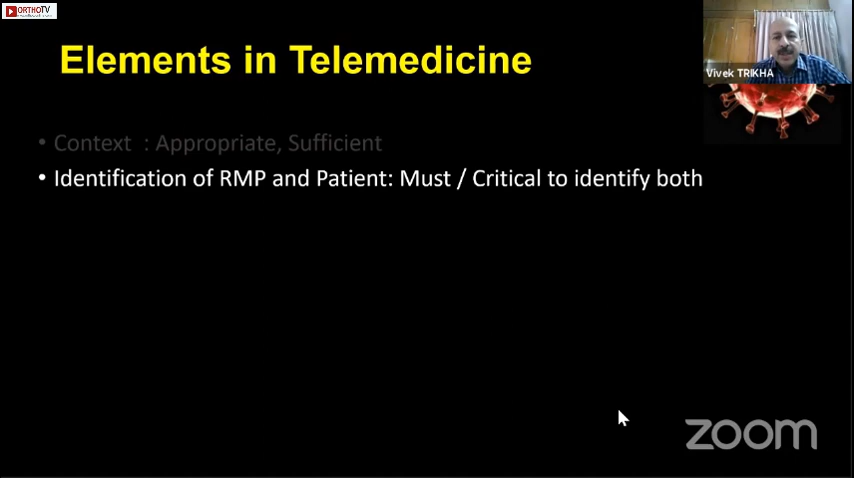 ORTHOTV
Elements in Telemedicine
Vivek TRIKHA
• Context : Appropriate, Sufficient
• Identification of RMP and Patient: Must / Critical to identify both
zoom